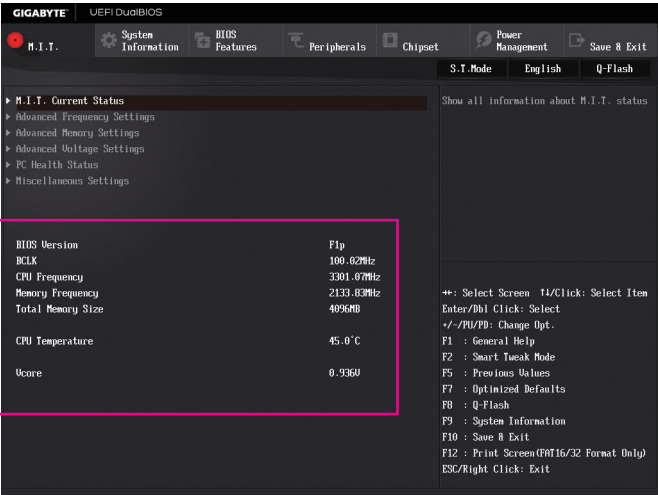 GIGABYTE™ UEFI DualBIOS
M.I.T.
System Information
BIOS Features
Peripherals
Chipset
Power Management
Save & Exit
S.T.Mode English Q-Flash
M.I.T. Current Status
Advanced Frequency Settings
Advanced Memory Settings
Advanced Voltage Settings
PC Health Status
Miscellaneous Settings
Show all information about M.I.T. status
BIOS Version F1p
BCLK 100.02MHz
CPU Frequency 3301.07MHz
Memory Frequency 2133.83MHz
Total Memory Size 4096MB
CPU Temperature 45.0°C
Vcore 0.936V
→←: Select Screen ↑↓/Click: Select Item
Enter/Dbl Click: Select
+/-/PU/PD: Change Opt.
F1 : General Help
F2 : Smart Tweak Mode
F5 : Previous Values
F7 : Optimized Defaults
F8 : Q-Flash
F9 : System Information
F10 : Save & Exit
F12 : Print Screen(FAT16/32 Format Only)
ESC/Right Click: Exit